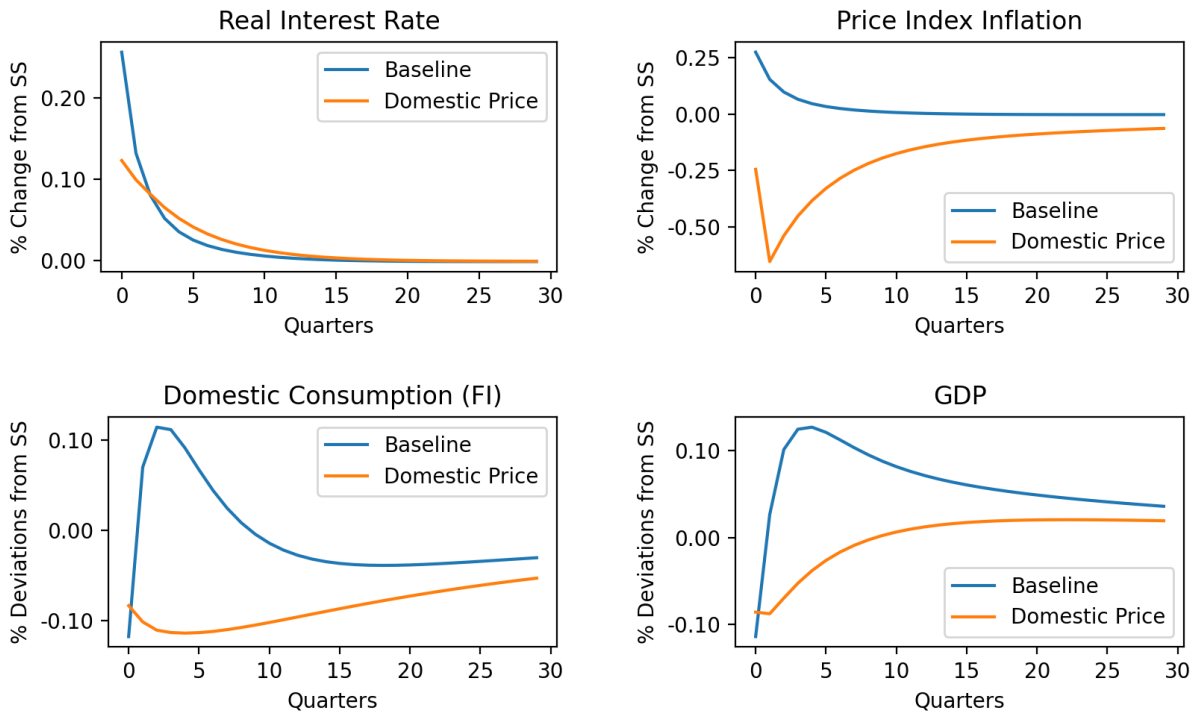 Real Interest Rate
% Change from SS
0.20
0.10
0.00
Baseline
Domestic Price
0 5 10 15 20 25 30
Quarters
Price Index Inflation
% Change from SS
0.25
0.00
-0.25
-0.50
Baseline
Domestic Price
0 5 10 15 20 25 30
Quarters
Domestic Consumption (FI)
% Deviations from SS
0.10
0.00
-0.10
Baseline
Domestic Price
0 5 10 15 20 25 30
Quarters
GDP
% Deviations from SS
0.10
0.00
-0.10
Baseline
Domestic Price
0 5 10 15 20 25 30
Quarters